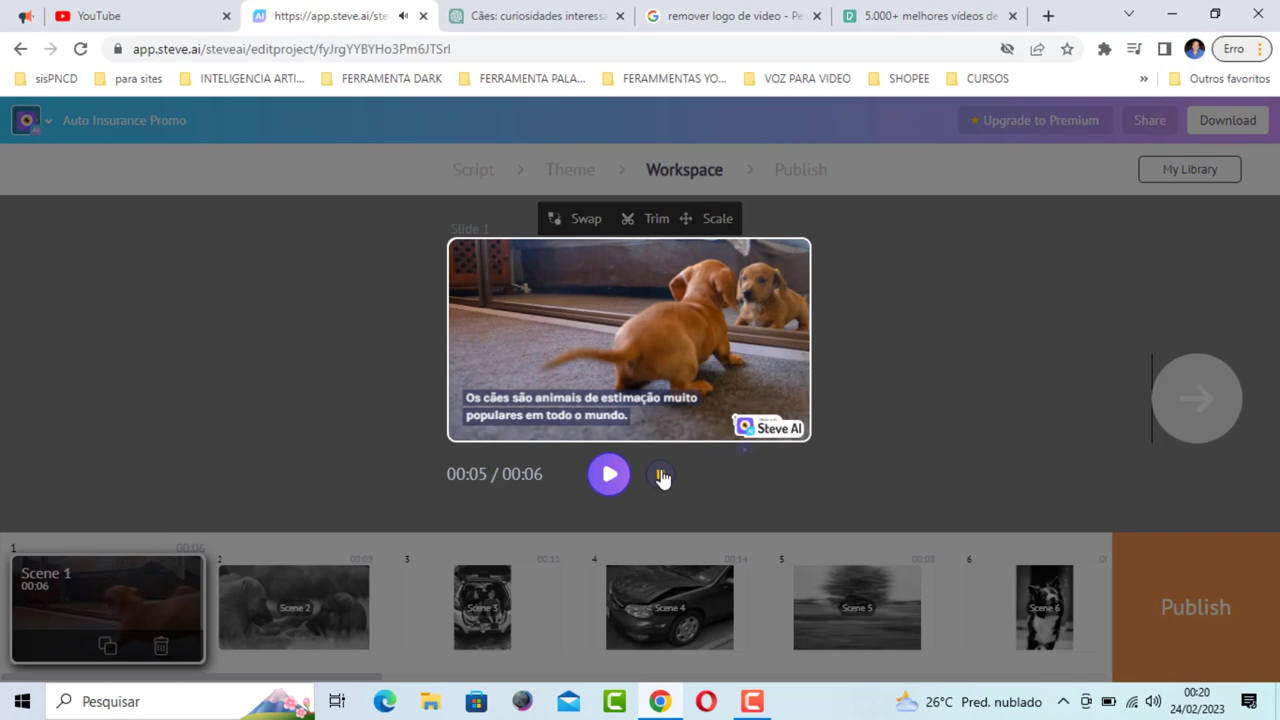 YouTube
https://app.steve.ai/ste
Cães: curiosidades interessa
remover logo de video - Pe
5.000+ melhores vídeos de
app.steve.ai/steveai/editproject/fyJrgYYBYHo3Pm6JTSrl
Erro
sisPNCD
para sites
INTELIGENCIA ARTI...
FERRAMENTA DARK
FERRAMENTA PALA...
FERAMMENTAS YO...
VOZ PARA VIDEO
SHOPEE
CURSOS
»
Outros favoritos
Auto Insurance Promo
Upgrade to Premium
Share
Download
Script
Theme
Workspace
Publish
My Library
Swap
Trim
Scale
Slide 1
Os cães são animais de estimação muito
populares em todo o mundo.
Steve AI
00:05 / 00:06
1
00:06
2
00:09
3
00:11
4
00:14
5
00:08
6
Scene 1
00:06
Scene 2
Scene 3
Scene 4
Scene 5
Scene 6
Publish
Pesquisar
26°C
Pred. nublado
00:20
24/02/2023